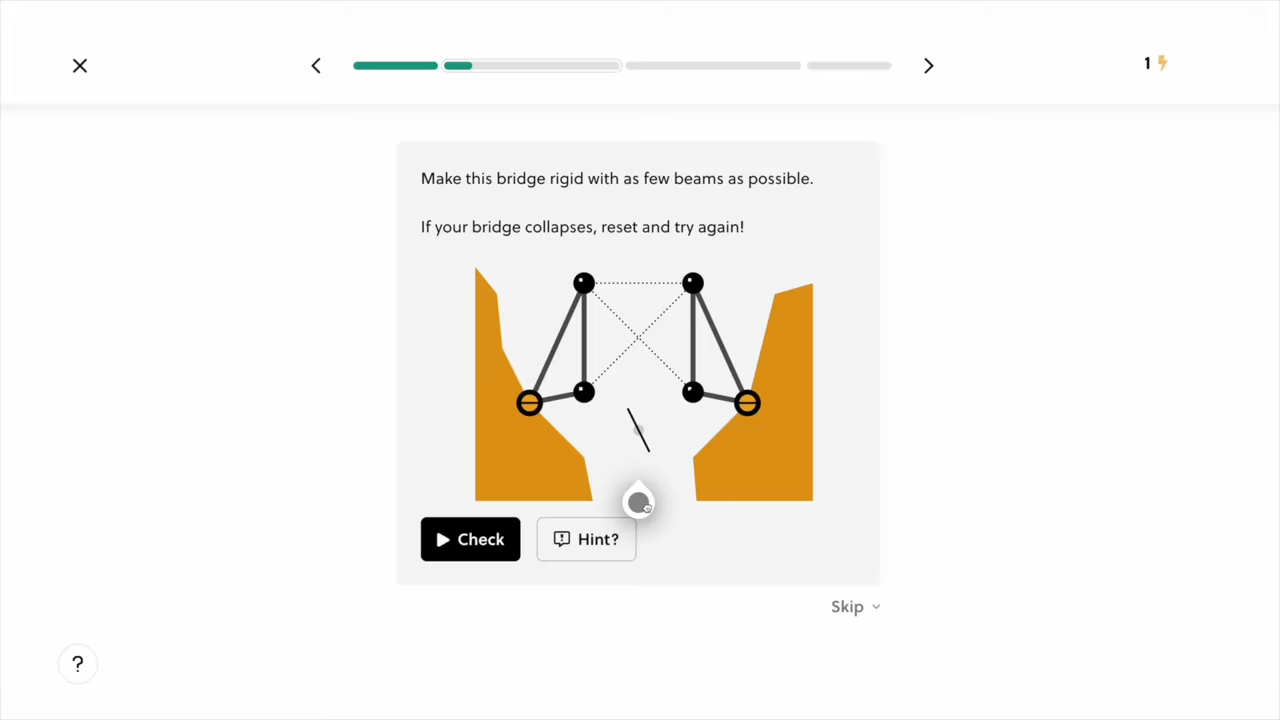 1
Make this bridge rigid with as few beams as possible.
If your bridge collapses, reset and try again!
Check
Hint?
Skip
?